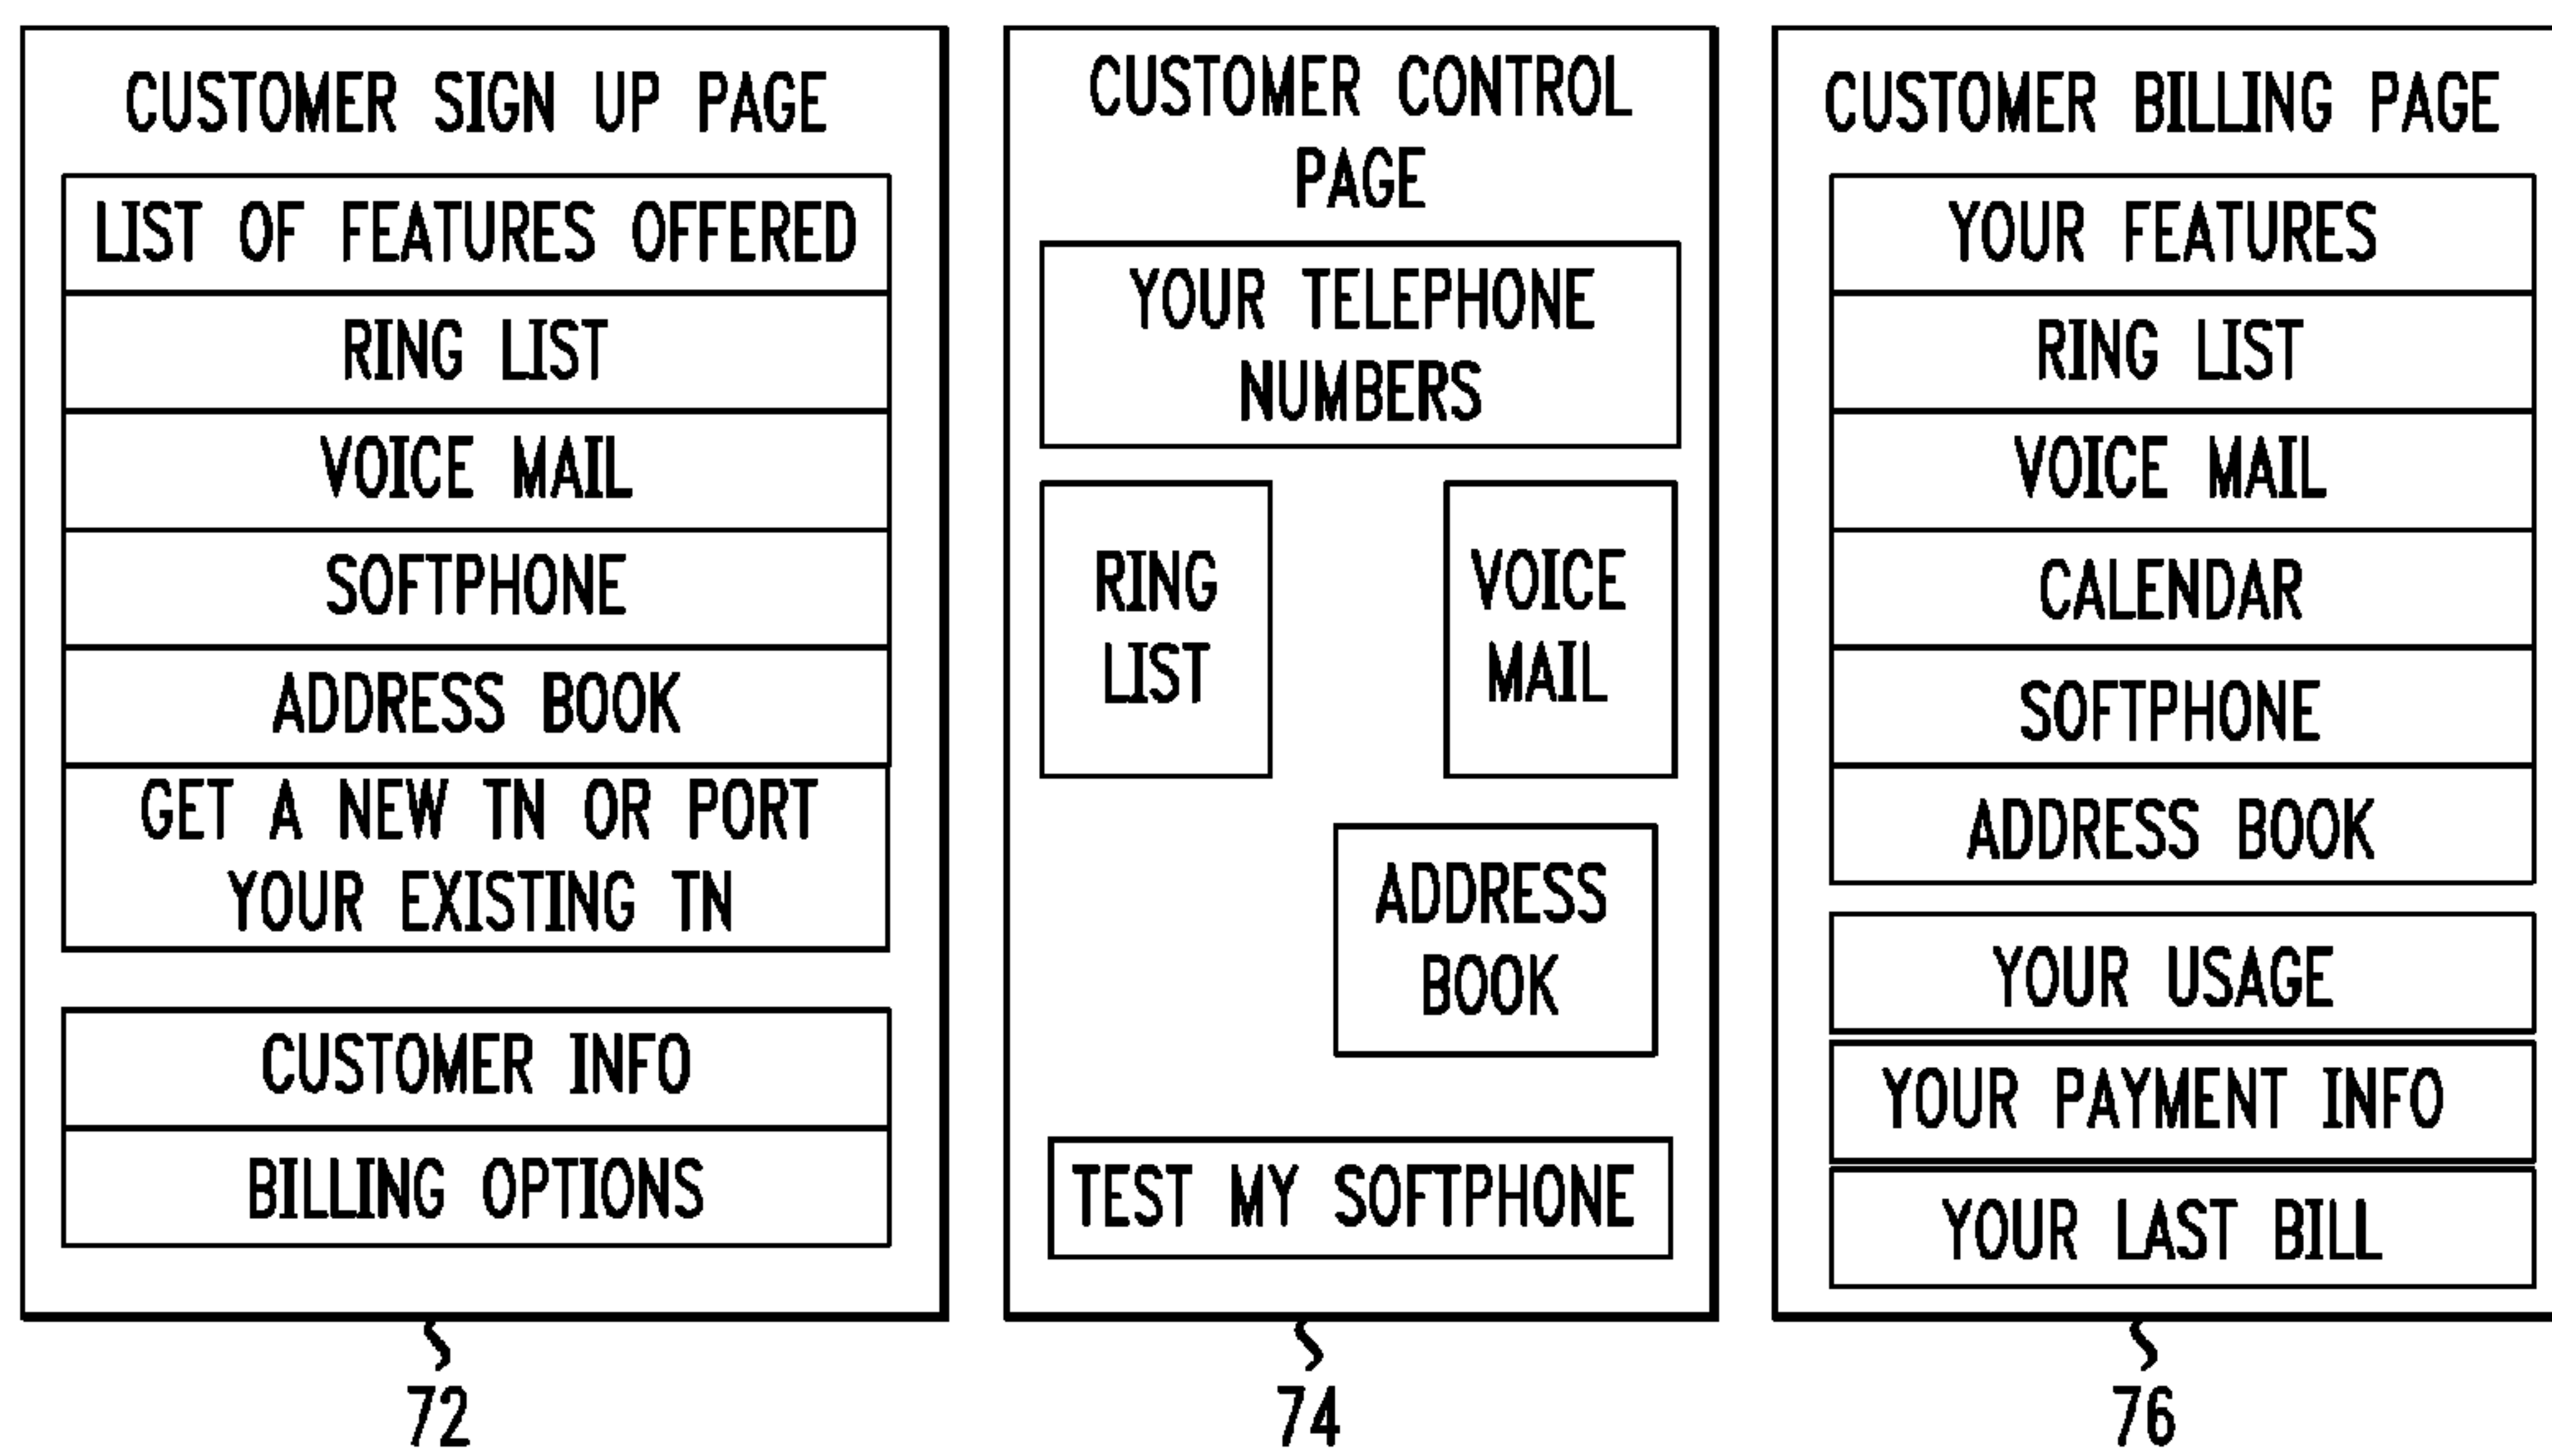 CUSTOMER SIGN UP PAGE
LIST OF FEATURES OFFERED
RING LIST
VOICE MAIL
SOFTPHONE
ADDRESS BOOK
GET A NEW TN OR PORT
YOUR EXISTING TN
CUSTOMER INFO
BILLING OPTIONS
72
CUSTOMER CONTROL
PAGE
YOUR TELEPHONE
NUMBERS
RING
LIST
VOICE
MAIL
ADDRESS
BOOK
TEST MY SOFTPHONE
74
CUSTOMER BILLING PAGE
YOUR FEATURES
RING LIST
VOICE MAIL
CALENDAR
SOFTPHONE
ADDRESS BOOK
YOUR USAGE
YOUR PAYMENT INFO
YOUR LAST BILL
76